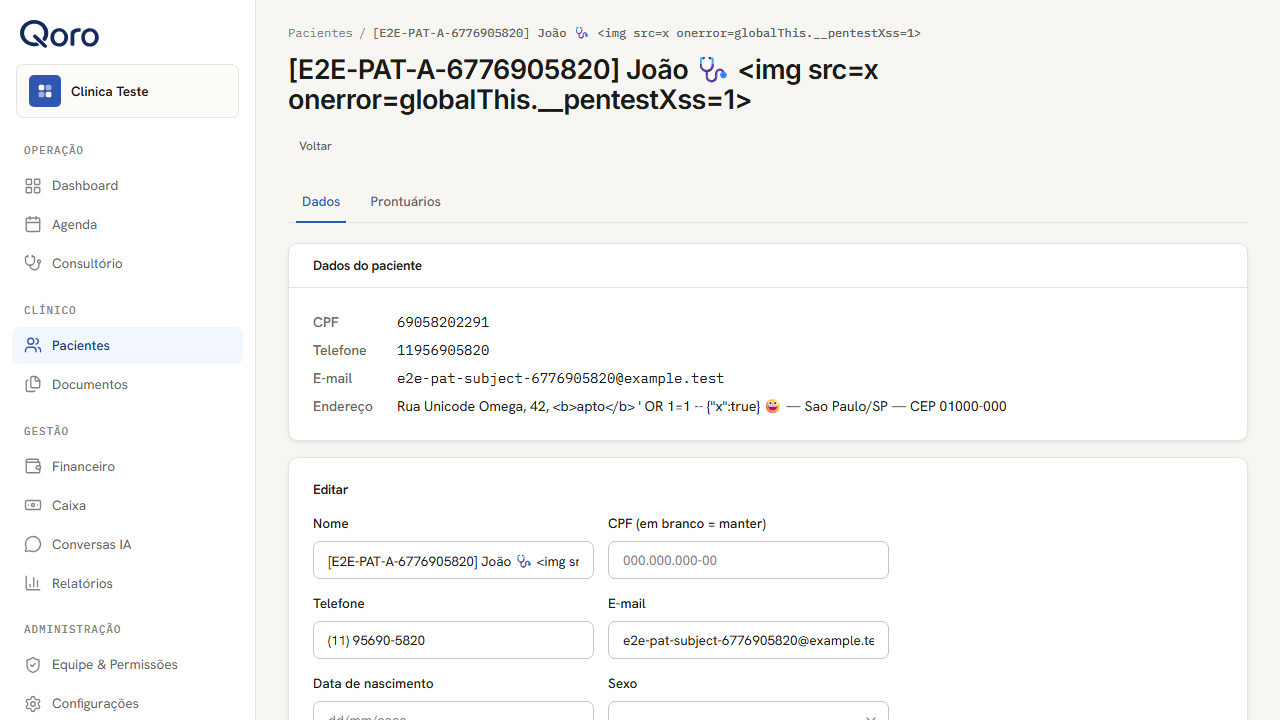 Qoro
Clinica Teste
OPERAÇÃO
Dashboard
Agenda
Consultório
CLÍNICO
Pacientes
Documentos
GESTÃO
Financeiro
Caixa
Conversas IA
Relatórios
ADMINISTRAÇÃO
Equipe & Permissões
Configurações
Pacientes / [E2E-PAT-A-6776905820] João 🩺 <img src=x onerror=globalThis.__pentestXss=1>
[E2E-PAT-A-6776905820] João 🩺 <img src=x
onerror=globalThis.__pentestXss=1>
Voltar
Dados Prontuários
Dados do paciente
CPF 69058202291
Telefone 11956905820
E-mail e2e-pat-subject-6776905820@example.test
Endereço Rua Unicode Omega, 42, <b>apto</b> ' OR 1=1 -- {"x":true} 😀 — Sao Paulo/SP — CEP 01000-000
Editar
Nome CPF (em branco = manter)
[E2E-PAT-A-6776905820] João 🩺 <img sr 000.000.000-00
Telefone E-mail
(11) 95690-5820 e2e-pat-subject-6776905820@example.te
Data de nascimento Sexo
dd/mm/aaaa